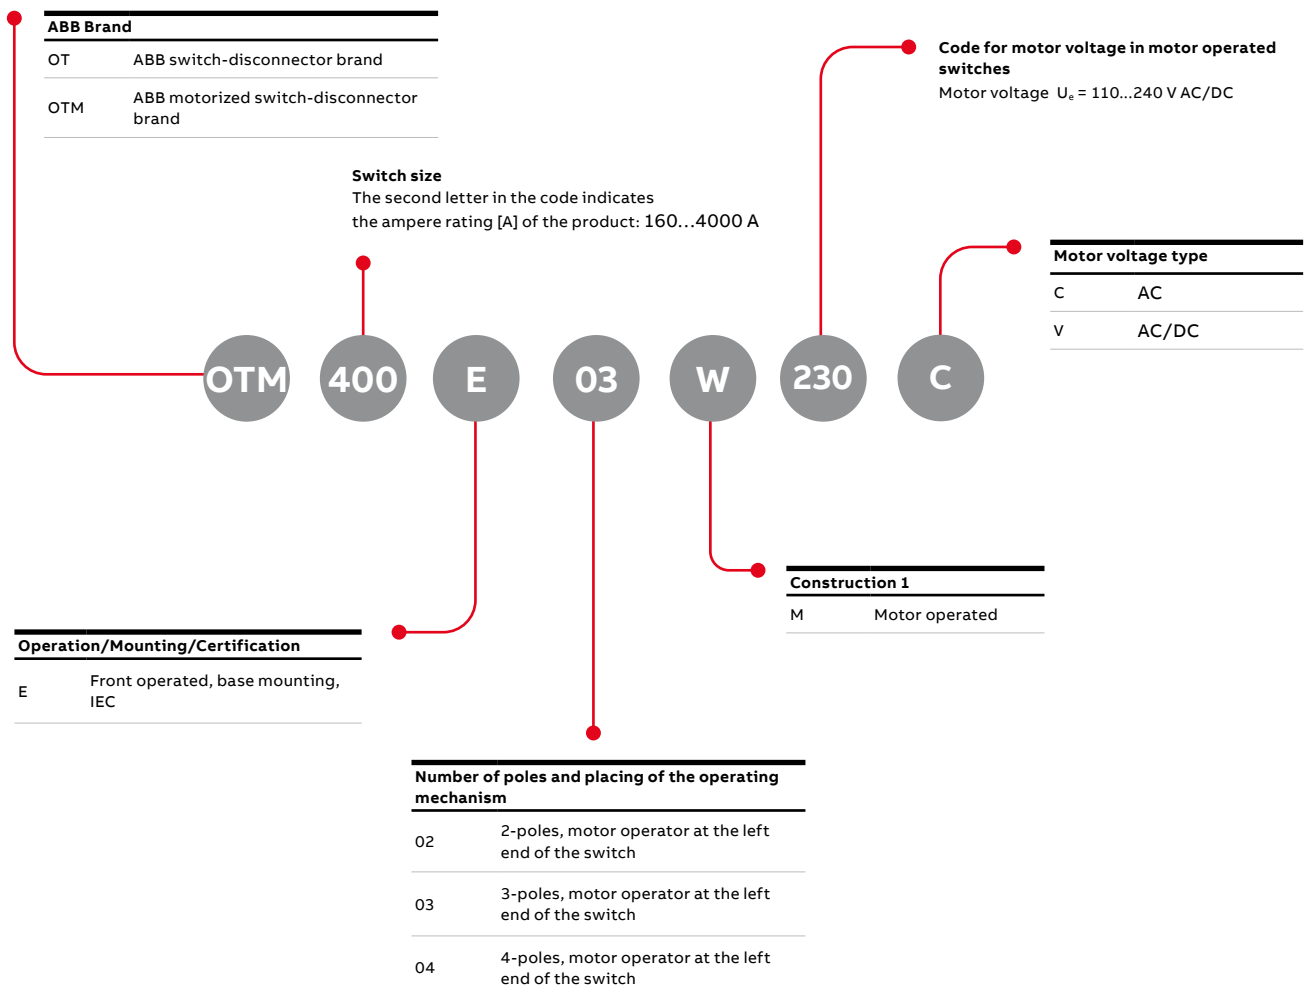 ABB Brand
OT ABB switch-disconnector brand
OTM ABB motorized switch-disconnector
brand
Code for motor voltage in motor operated
switches
Motor voltage Uₑ = 110...240 V AC/DC
Switch size
The second letter in the code indicates
the ampere rating [A] of the product: 160...4000 A
Motor voltage type
C AC
V AC/DC
OTM 400 E 03 W 230 C
Construction 1
M Motor operated
Operation/Mounting/Certification
E Front operated, base mounting,
IEC
Number of poles and placing of the operating
mechanism
02 2-poles, motor operator at the left
end of the switch
03 3-poles, motor operator at the left
end of the switch
04 4-poles, motor operator at the left
end of the switch